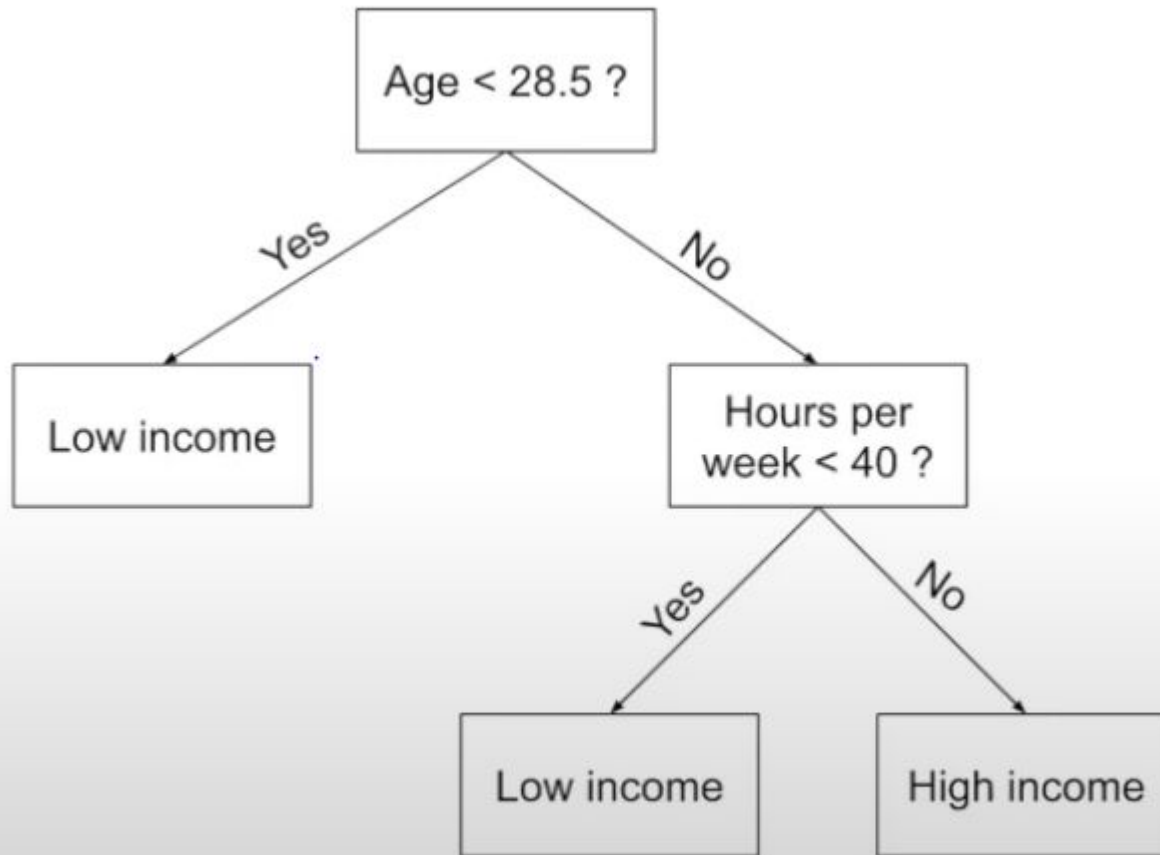 Age < 28.5 ?
Yes
No
Low income
Hours per
week < 40 ?
Yes
No
Low income
High income